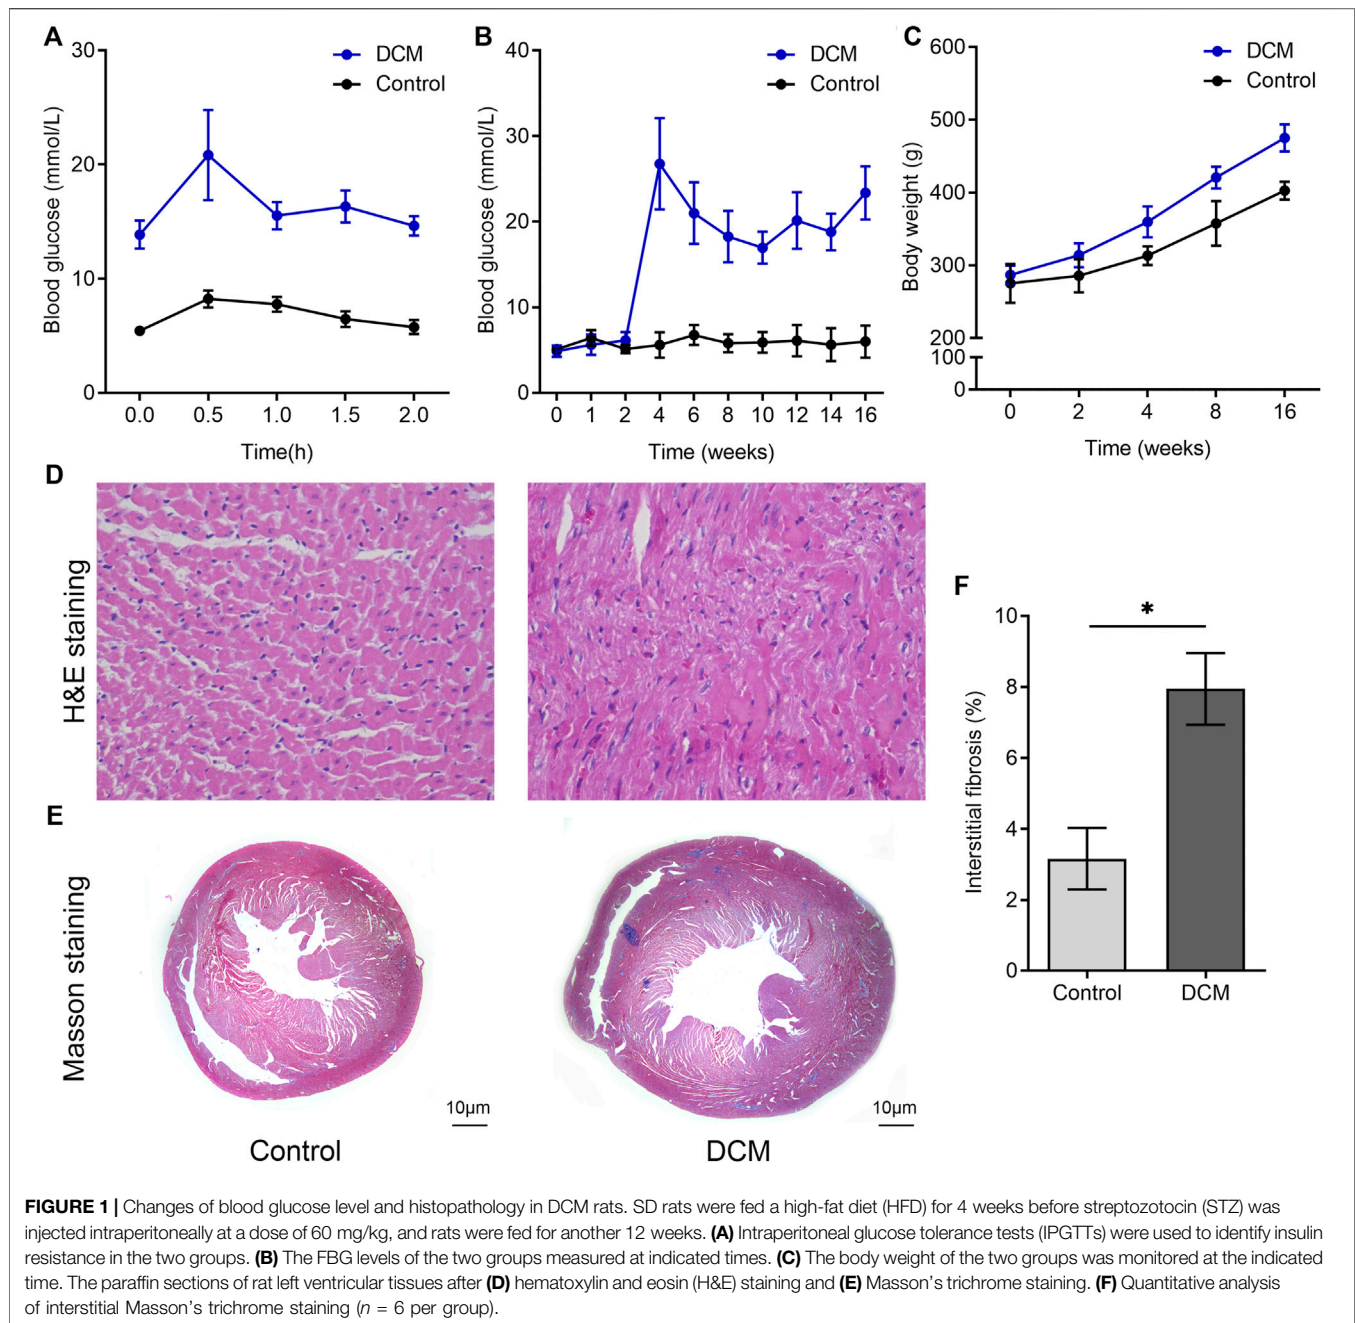 A
30
20
10
0
Blood glucose (mmol/L)
DCM
Control
0.0 0.5 1.0 1.5 2.0
Time(h)
B
40
30
20
10
0
Blood glucose (mmol/L)
DCM
Control
0 1 2 4 6 8 10 12 14 16
Time (weeks)
C
600
500
400
300
200
100
0
Body weight (g)
DCM
Control
0 2 4 8 16
Time (weeks)
D
H&E staining
E
Masson staining
10µm
10µm
Control
DCM
F
10
8
6
4
2
0
Interstitial fibrosis (%)
*
Control DCM
FIGURE 1 | Changes of blood glucose level and histopathology in DCM rats. SD rats were fed a high-fat diet (HFD) for 4 weeks before streptozotocin (STZ) was
injected intraperitoneally at a dose of 60 mg/kg, and rats were fed for another 12 weeks. (A) Intraperitoneal glucose tolerance tests (IPGTTs) were used to identify insulin
resistance in the two groups. (B) The FBG levels of the two groups measured at indicated times. (C) The body weight of the two groups was monitored at the indicated
time. The paraffin sections of rat left ventricular tissues after (D) hematoxylin and eosin (H&E) staining and (E) Masson's trichrome staining. (F) Quantitative analysis
of interstitial Masson's trichrome staining (n = 6 per group).